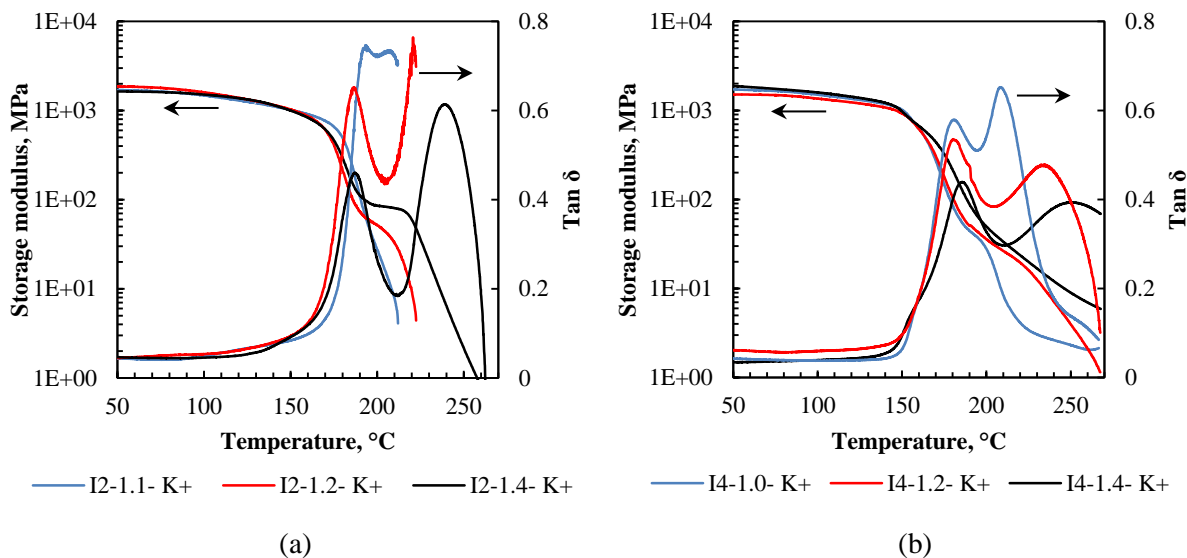 1E+04
1E+03
1E+02
1E+01
1E+00
Storage modulus, MPa
0.8
0.6
0.4
0.2
0
Tan δ
50 100 150 200 250
Temperature, °C
I2-1.1- K+ I2-1.2- K+ I2-1.4- K+
(a)
1E+04
1E+03
1E+02
1E+01
1E+00
Storage modulus, MPa
0.8
0.6
0.4
0.2
0
Tan δ
50 100 150 200 250
Temperature, °C
I4-1.0- K+ I4-1.2- K+ I4-1.4- K+
(b)